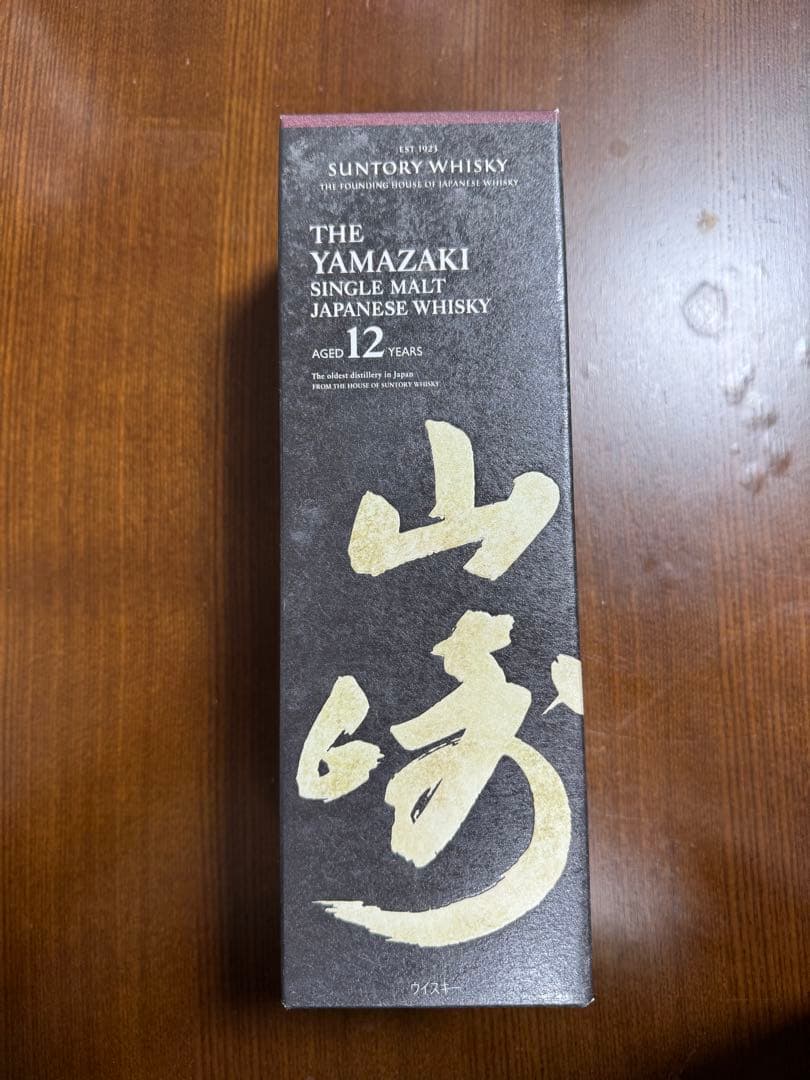 EST. 1923
SUNTORY WHISKY
THE FOUNDING HOUSE OF JAPANESE WHISKY
THE
YAMAZAKI
SINGLE MALT
JAPANESE WHISKY
AGED 12 YEARS
The oldest distillery in Japan
FROM THE HOUSE OF SUNTORY WHISKY
山
崎
ウイスキー